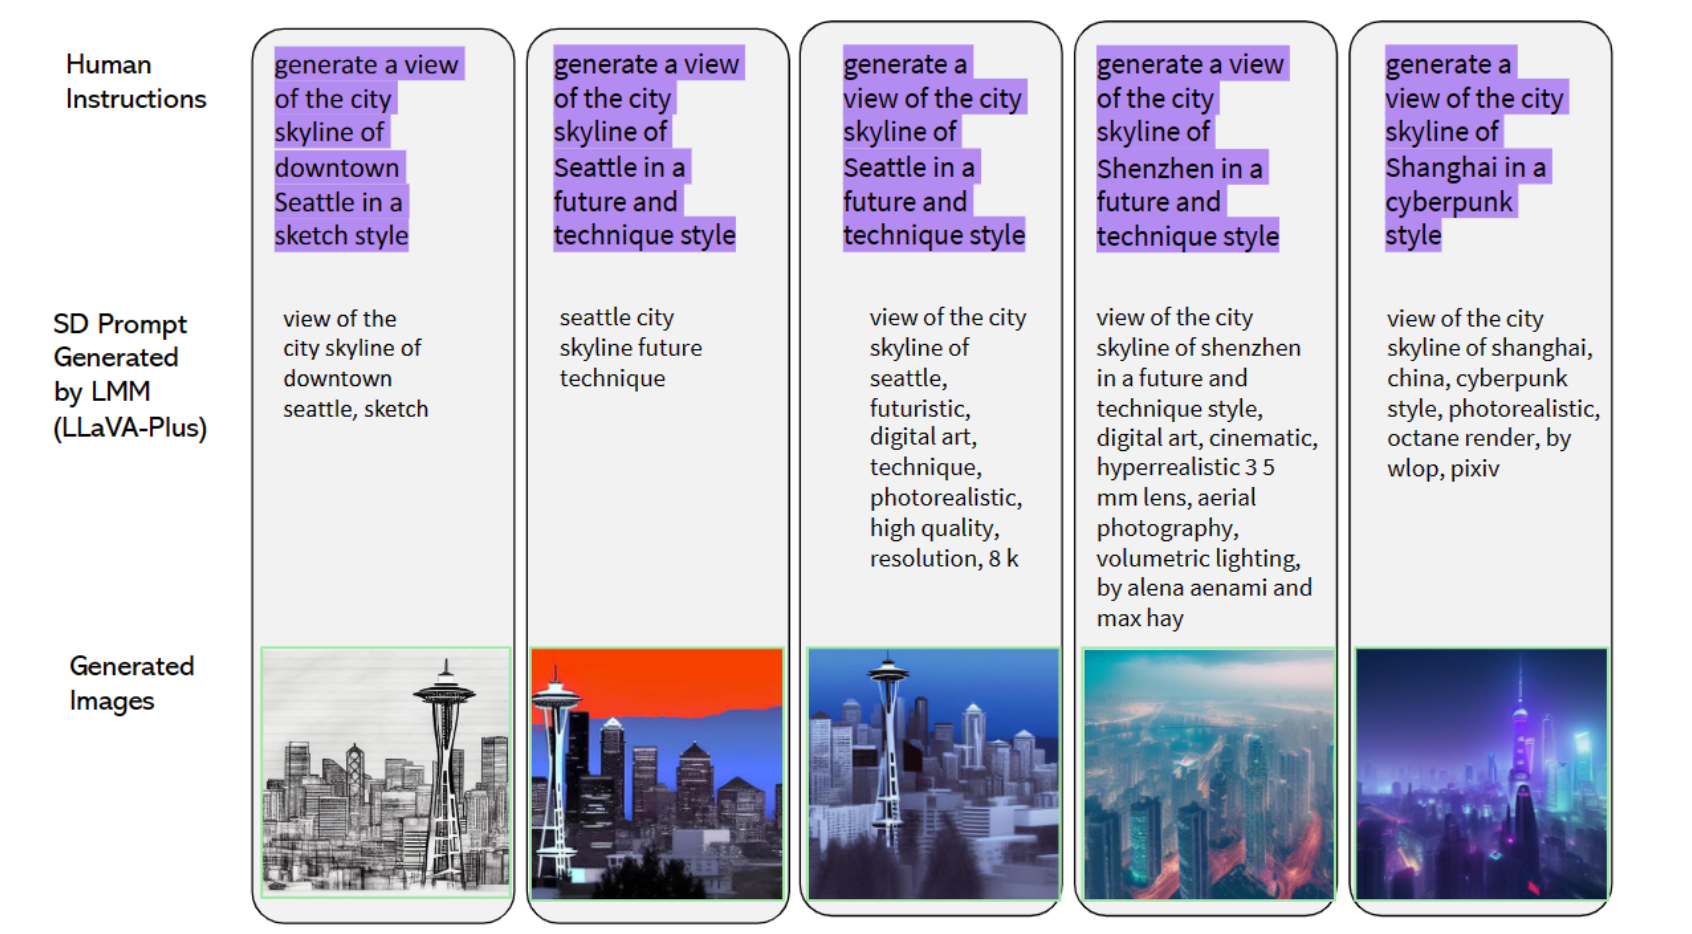 Human
Instructions
generate a view
of the city
skyline of
downtown
Seattle in a
sketch style
generate a view
of the city
skyline of
Seattle in a
future and
technique style
generate a
view of the city
skyline of
Seattle in a
future and
technique style
generate a view
of the city
skyline of
Shenzhen in a
future and
technique style
generate a
view of the city
skyline of
Shanghai in a
cyberpunk
style
SD Prompt
Generated
by LMM
(LLaVA-Plus)
view of the
city skyline of
downtown
seattle, sketch
seattle city
skyline future
technique
view of the city
skyline of
seattle,
futuristic,
digital art,
technique,
photorealistic,
high quality,
resolution, 8 k
view of the city
skyline of shenzhen
in a future and
technique style,
digital art, cinematic,
hyperrealistic 3 5
mm lens, aerial
photography,
volumetric lighting,
by alena aenami and
max hay
view of the city
skyline of shanghai,
china, cyberpunk
style, photorealistic,
octane render, by
wlop, pixiv
Generated
Images